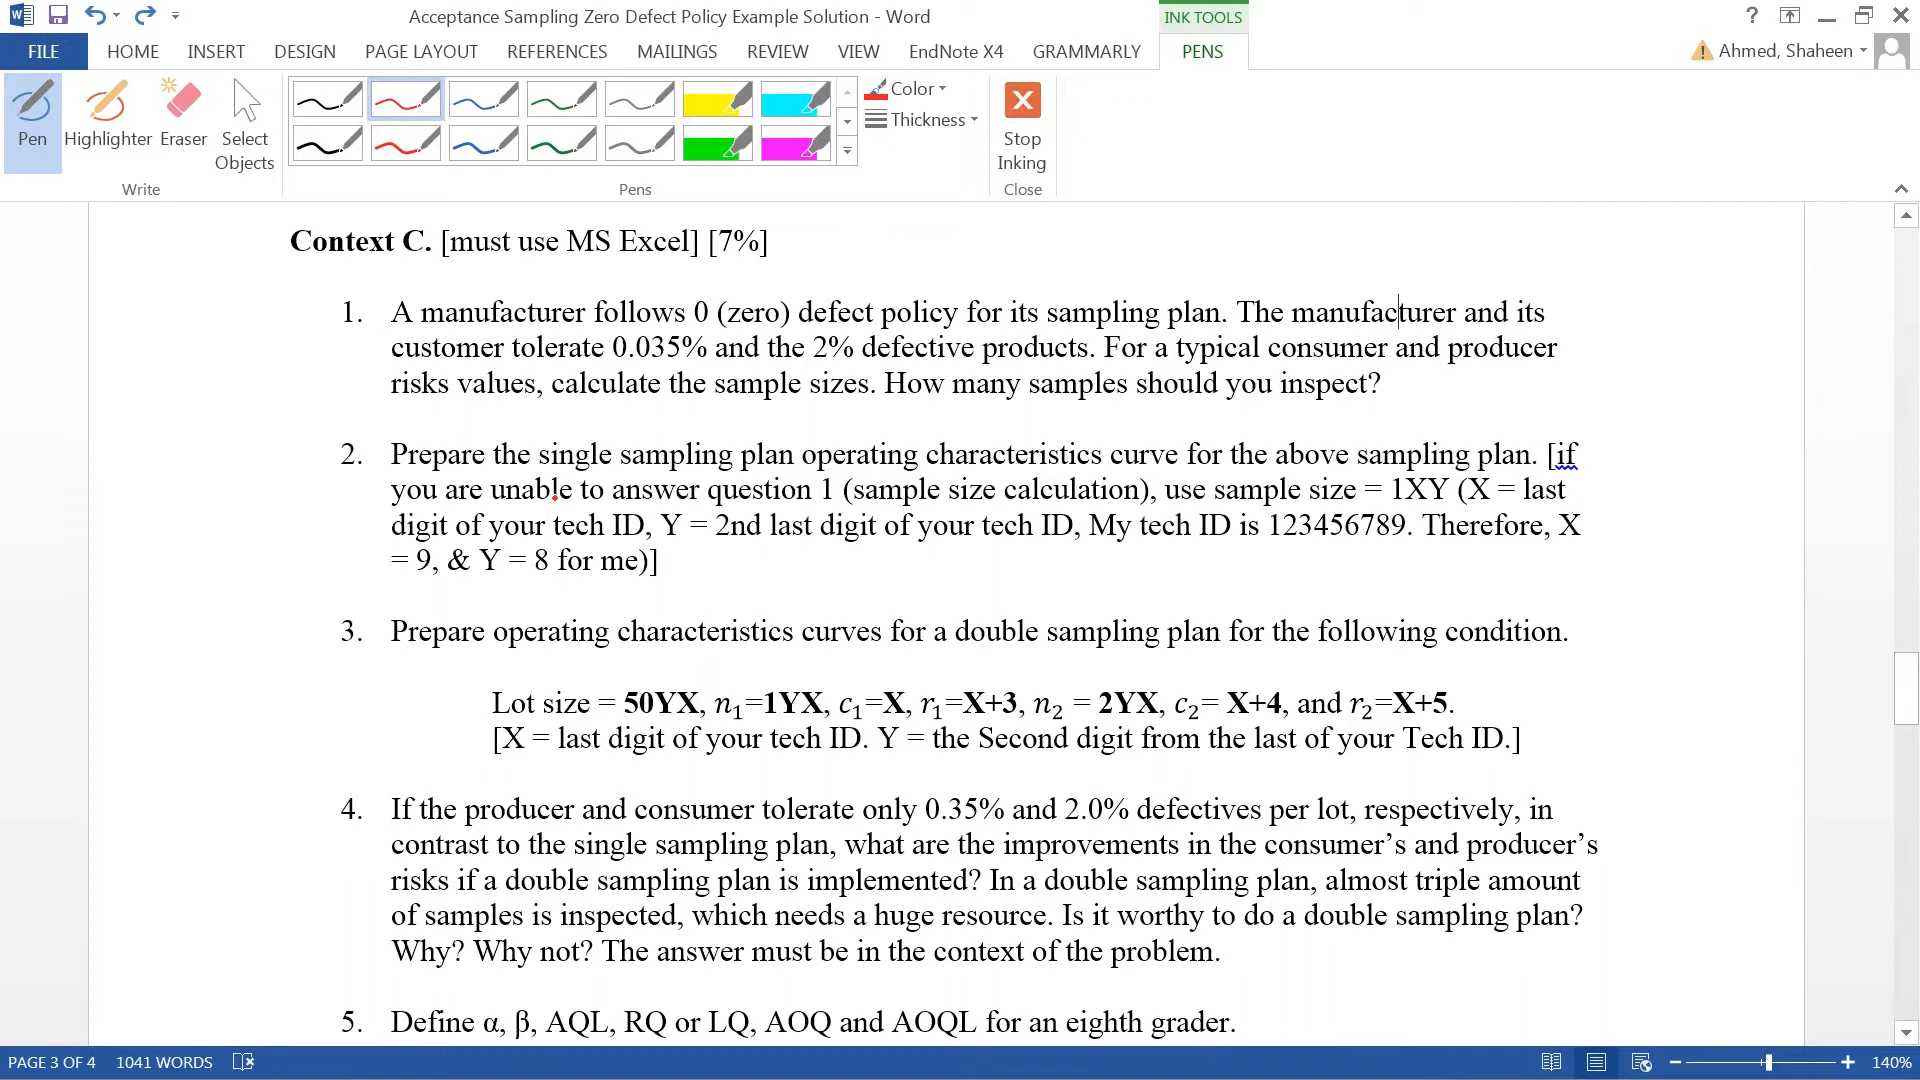 Acceptance Sampling Zero Defect Policy Example Solution - Word
INK TOOLS
?
FILE
HOME
INSERT
DESIGN
PAGE LAYOUT
REFERENCES
MAILINGS
REVIEW
VIEW
EndNote X4
GRAMMARLY
PENS
Ahmed, Shaheen
Pen
Highlighter
Eraser
Select Objects
Color
Thickness
Stop Inking
Write
Pens
Close
Context C. [must use MS Excel] [7%]
1. A manufacturer follows 0 (zero) defect policy for its sampling plan. The manufacturer and its
customer tolerate 0.035% and the 2% defective products. For a typical consumer and producer
risks values, calculate the sample sizes. How many samples should you inspect?
2. Prepare the single sampling plan operating characteristics curve for the above sampling plan. [if
you are unable to answer question 1 (sample size calculation), use sample size = 1XY (X = last
digit of your tech ID, Y = 2nd last digit of your tech ID, My tech ID is 123456789. Therefore, X
= 9, & Y = 8 for me)]
3. Prepare operating characteristics curves for a double sampling plan for the following condition.
Lot size = 50YX, n₁=1YX, c₁=X, r₁=X+3, n₂ = 2YX, c₂= X+4, and r₂=X+5.
[X = last digit of your tech ID. Y = the Second digit from the last of your Tech ID.]
4. If the producer and consumer tolerate only 0.35% and 2.0% defectives per lot, respectively, in
contrast to the single sampling plan, what are the improvements in the consumer’s and producer’s
risks if a double sampling plan is implemented? In a double sampling plan, almost triple amount
of samples is inspected, which needs a huge resource. Is it worthy to do a double sampling plan?
Why? Why not? The answer must be in the context of the problem.
5. Define α, β, AQL, RQ or LQ, AOQ and AOQL for an eighth grader.
PAGE 3 OF 4
1041 WORDS
140%